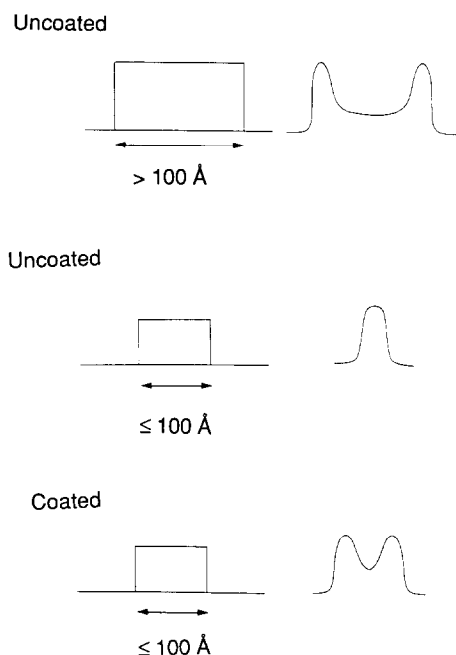 Uncoated
> 100 Å
Uncoated
≤ 100 Å
Coated
≤ 100 Å